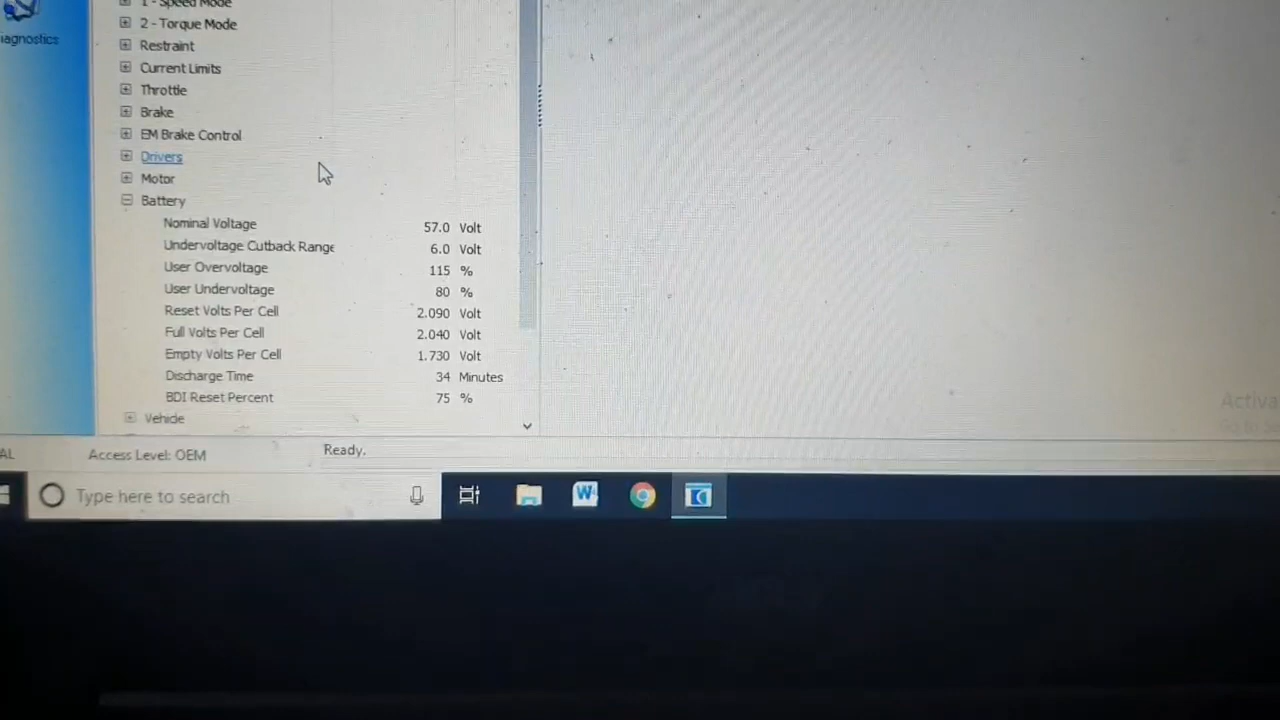 1 - Speed Mode
iagnostics
2 - Torque Mode
Restraint
Current Limits
Throttle
Brake
EM Brake Control
Drivers
Motor
Battery
Nominal Voltage 57.0 Volt
Undervoltage Cutback Range 6.0 Volt
User Overvoltage 115 %
User Undervoltage 80 %
Reset Volts Per Cell 2.090 Volt
Full Volts Per Cell 2.040 Volt
Empty Volts Per Cell 1.730 Volt
Discharge Time 34 Minutes
BDI Reset Percent 75 %
Vehicle
Activa
AL Access Level: OEM Ready.
Type here to search W